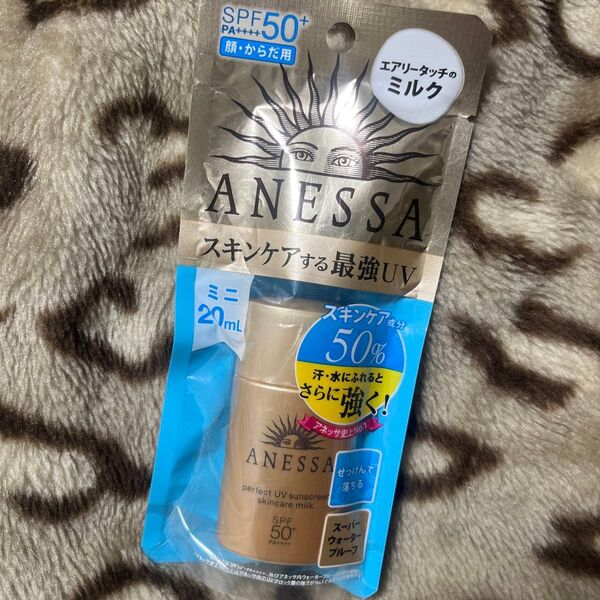 SPF50+
PA++++
顔・からだ用
エアリータッチの
ミルク
ANESSA
スキンケアする最強UV
ミニ
20mL
スキンケア成分
50%
汗・水にふれると
さらに強く!
アネッサ史上No.1
せっけんで
落ちる
スーパー
ウォーター
プルーフ
ANESSA
perfect UV sunscreen
skincare milk
SPF
50+
PA++++